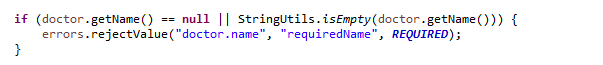 if (doctor.getName() == null || StringUtils.isEmpty(doctor.getName())) {
    errors.rejectValue("doctor.name", "requiredName", REQUIRED);
}